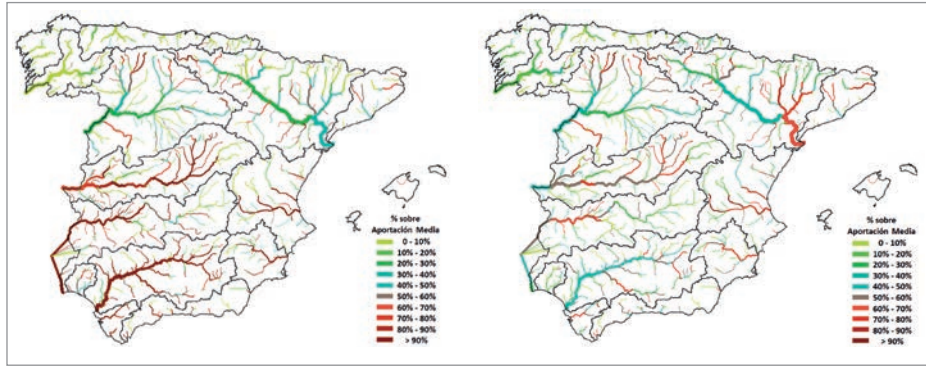 % sobre
Aportación Media
0 - 10%
10% - 20%
20% - 30%
30% - 40%
40% - 50%
50% - 60%
60% - 70%
70% - 80%
80% - 90%
> 90%
% sobre
Aportación Media
0 - 10%
10% - 20%
20% - 30%
30% - 40%
40% - 50%
50% - 60%
60% - 70%
70% - 80%
80% - 90%
> 90%